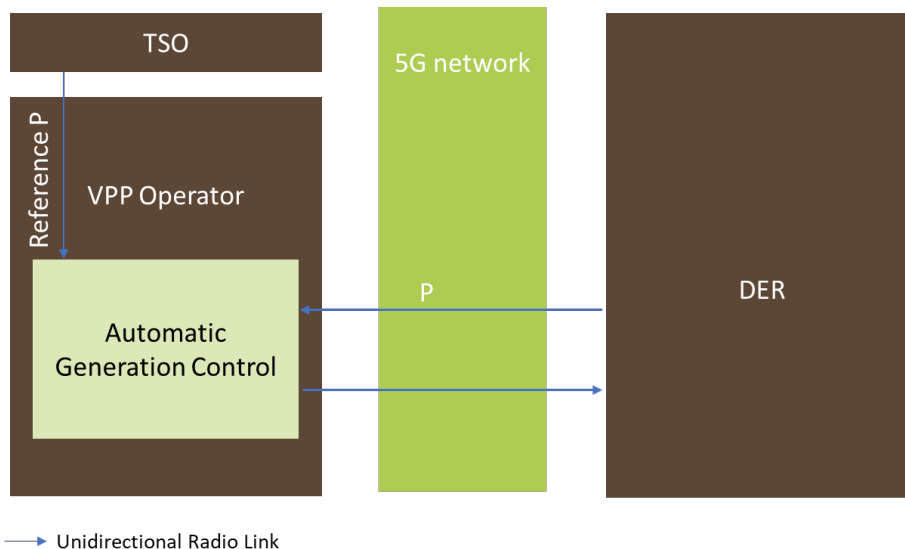 TSO
5G network
Reference P
VPP Operator
P
DER
Automatic
Generation Control
Unidirectional Radio Link